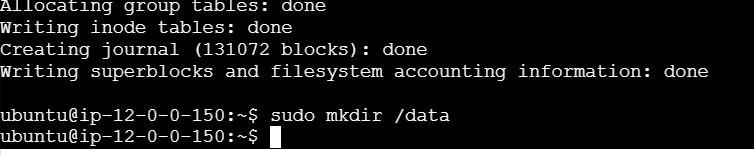 Allocating group tables: done
Writing inode tables: done
Creating journal (131072 blocks): done
Writing superblocks and filesystem accounting information: done
ubuntu@ip-12-0-0-150:~$ sudo mkdir /data
ubuntu@ip-12-0-0-150:~$